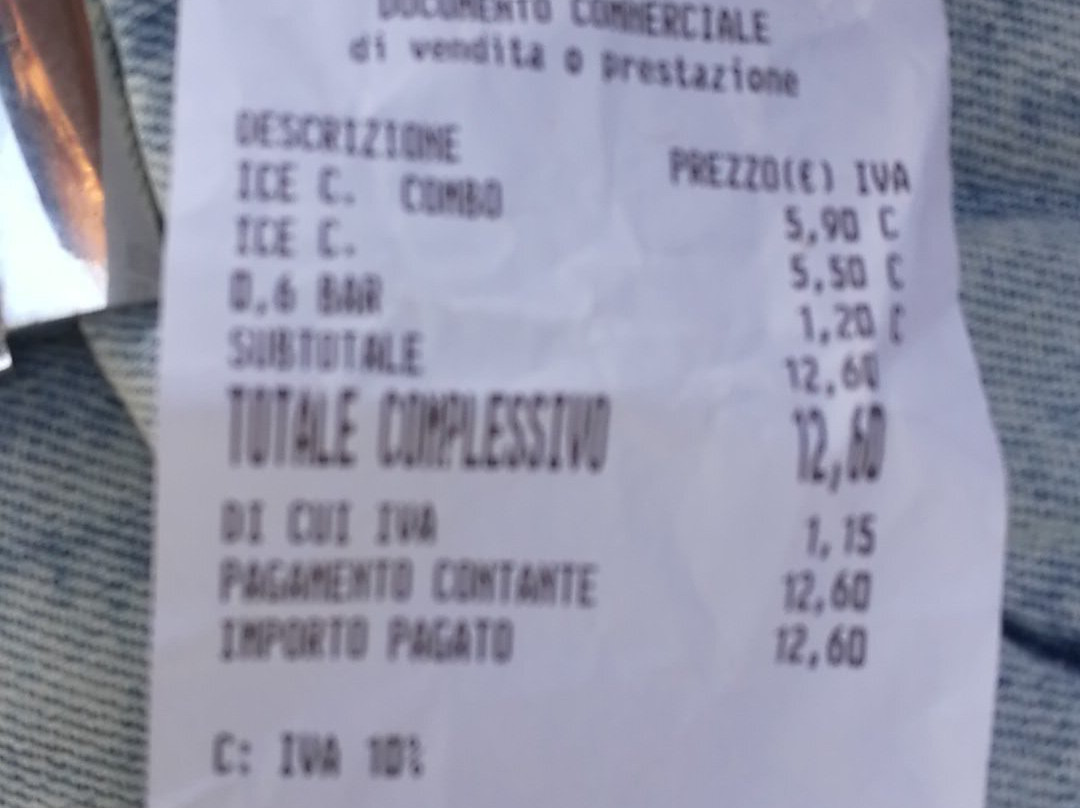 DOCUMENTO COMMERCIALE
di vendita o prestazione
DESCRIZIONE PREZZO(€) IVA
ICE C. COMBO 5,90 C
ICE C. 5,50 C
0,6 BAR 1,20 C
SUBTOTALE 12,60
TOTALE COMPLESSIVO 12,60
DI CUI IVA 1,15
PAGAMENTO CONTANTE 12,60
IMPORTO PAGATO 12,60
C: IVA 10%